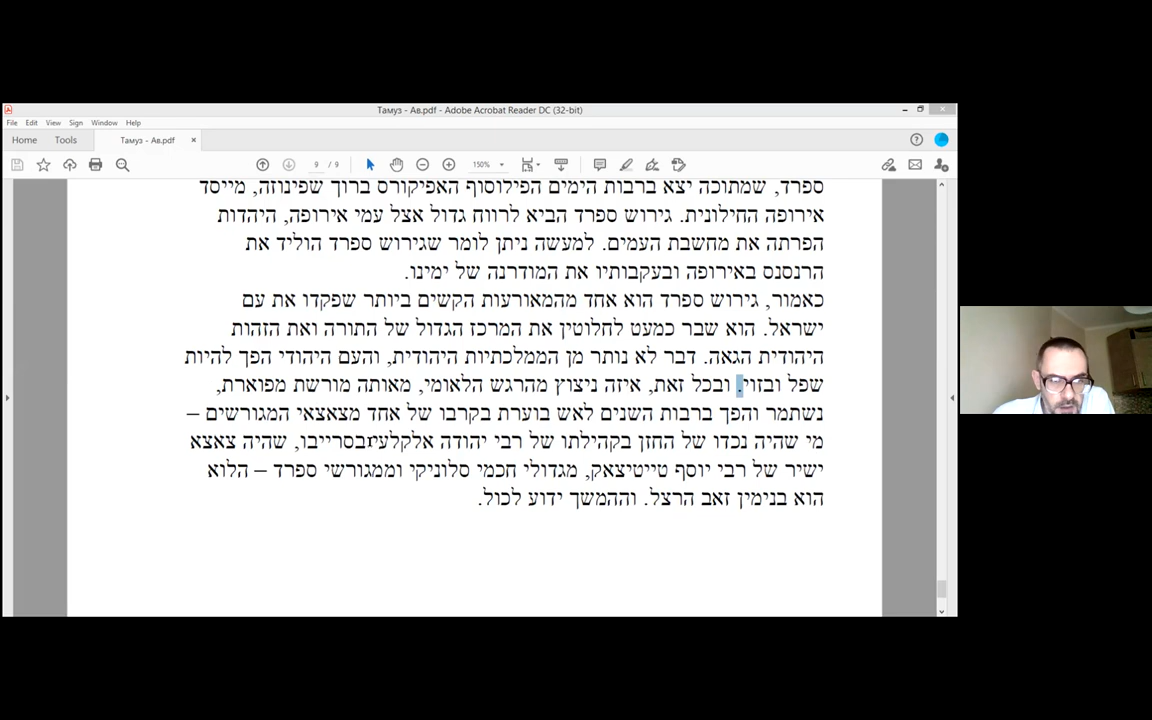 Тамуз - Ав.pdf - Adobe Acrobat Reader DC (32-bit)
File Edit View Sign Window Help
Home Tools Тамуз - Ав.pdf ×
9 / 9 150%
ספרד, שמתוכה יצא ברבות הימים הפילוסוף האפיקורס ברוך שפינוזה, מייסד
אירופה החילונית. גירוש ספרד הביא לרווח גדול אצל עמי אירופה, היהדות
הפרתה את מחשבת העמים. למעשה ניתן לומר שגירוש ספרד הוליד את
הרנסנס באירופה ובעקבותיו את המודרנה של ימינו.
כאמור, גירוש ספרד הוא אחד מהמאורעות הקשים ביותר שפקדו את עם
ישראל. הוא שבר כמעט לחלוטין את המרכז הגדול של התורה ואת הזהות
היהודית הגאה. דבר לא נותר מן הממלכתיות היהודית, והעם היהודי הפך להיות
שפל ובזוי. ובכל זאת, איזה ניצוץ מהרגש הלאומי, מאותה מורשת מפוארת,
נשתמר והפך ברבות השנים לאש בוערת בקרבו של אחד מצאצאי המגורשים –
מי שהיה נכדו של החזן בקהילתו של רבי יהודה אלקלעיrבסרייבו, שהיה צאצא
ישיר של רבי יוסף טייטיצאק, מגדולי חכמי סלוניקי וממגורשי ספרד – הלוא
הוא בנימין זאב הרצל. וההמשך ידוע לכול.